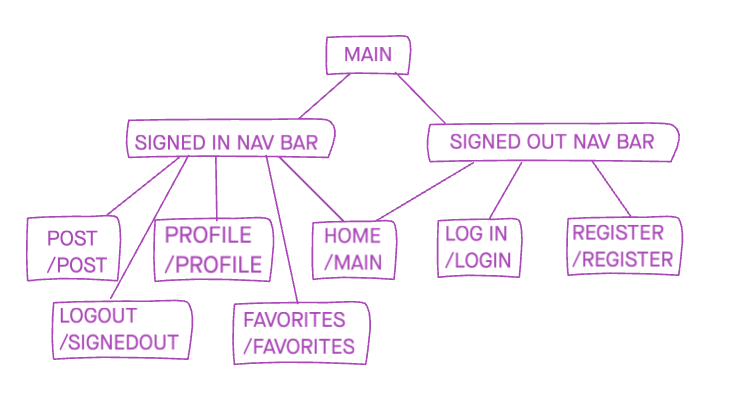 MAIN
SIGNED IN NAV BAR
SIGNED OUT NAV BAR
POST
/POST
PROFILE
/PROFILE
HOME
/MAIN
LOG IN
/LOGIN
REGISTER
/REGISTER
LOGOUT
/SIGNEDOUT
FAVORITES
/FAVORITES